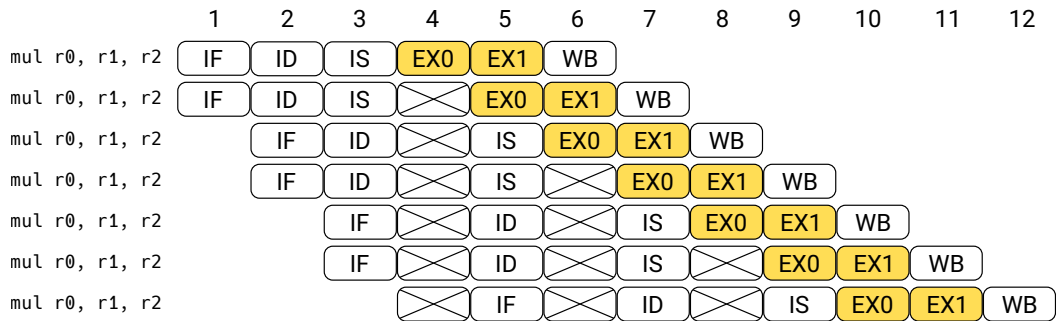 1 2 3 4 5 6 7 8 9 10 11 12
mul r0, r1, r2 IF ID IS EX0 EX1 WB
mul r0, r1, r2 IF ID IS EX0 EX1 WB
mul r0, r1, r2 IF ID IS EX0 EX1 WB
mul r0, r1, r2 IF ID IS EX0 EX1 WB
mul r0, r1, r2 IF ID IS EX0 EX1 WB
mul r0, r1, r2 IF ID IS EX0 EX1 WB
mul r0, r1, r2 IF ID IS EX0 EX1 WB